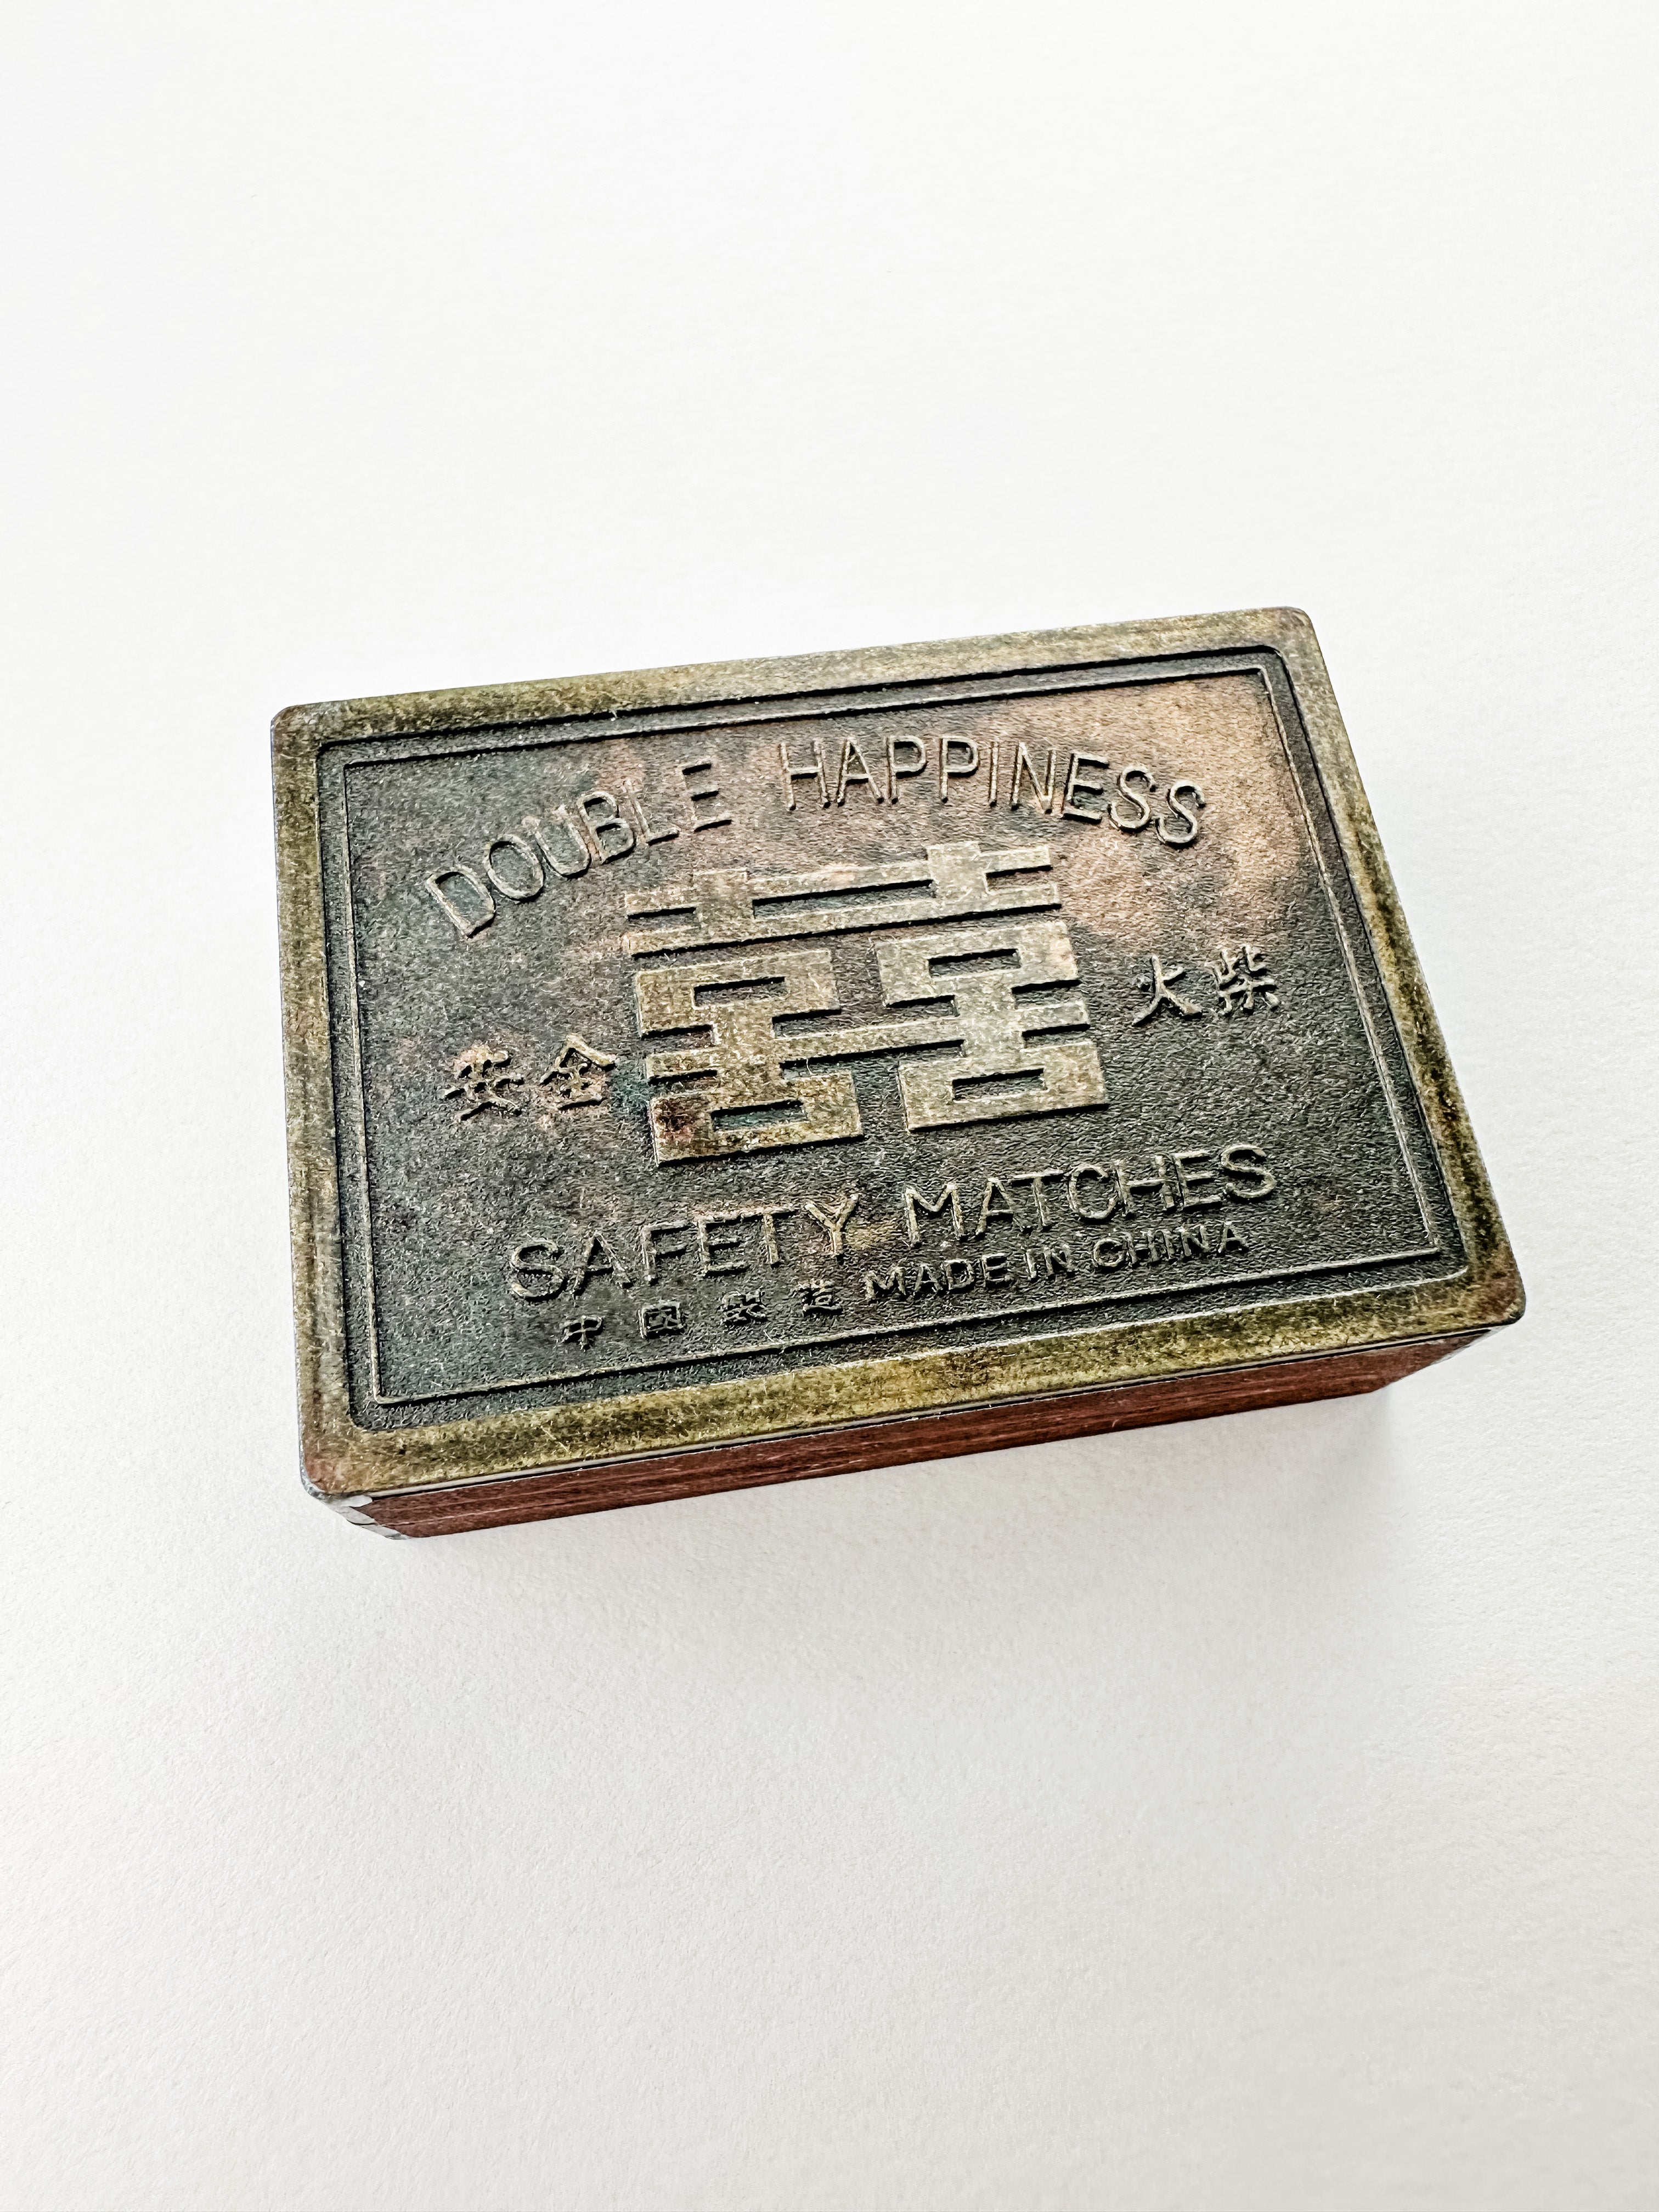 DOUBLE HAPPINESS
安全 囍 火柴
SAFETY MATCHES
中國製造 MADE IN CHINA